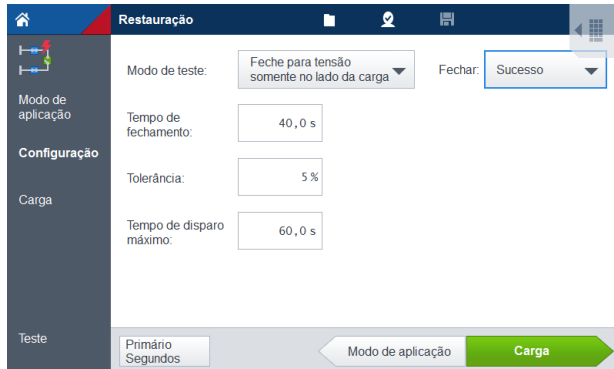 Restauração
Modo de
aplicação
Configuração
Carga
Teste
Modo de teste:
Feche para tensão
somente no lado da carga
Fechar:
Sucesso
Tempo de
fechamento:
40,0 s
Tolerância:
5 %
Tempo de disparo
máximo:
60,0 s
Primário
Segundos
Modo de aplicação
Carga